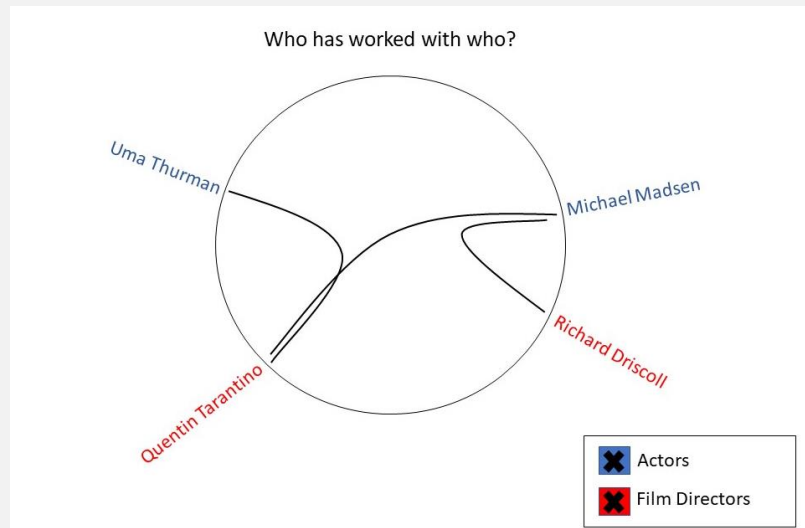 Who has worked with who?
Uma Thurman
Michael Madsen
Richard Driscoll
Quentin Tarantino
Actors
Film Directors